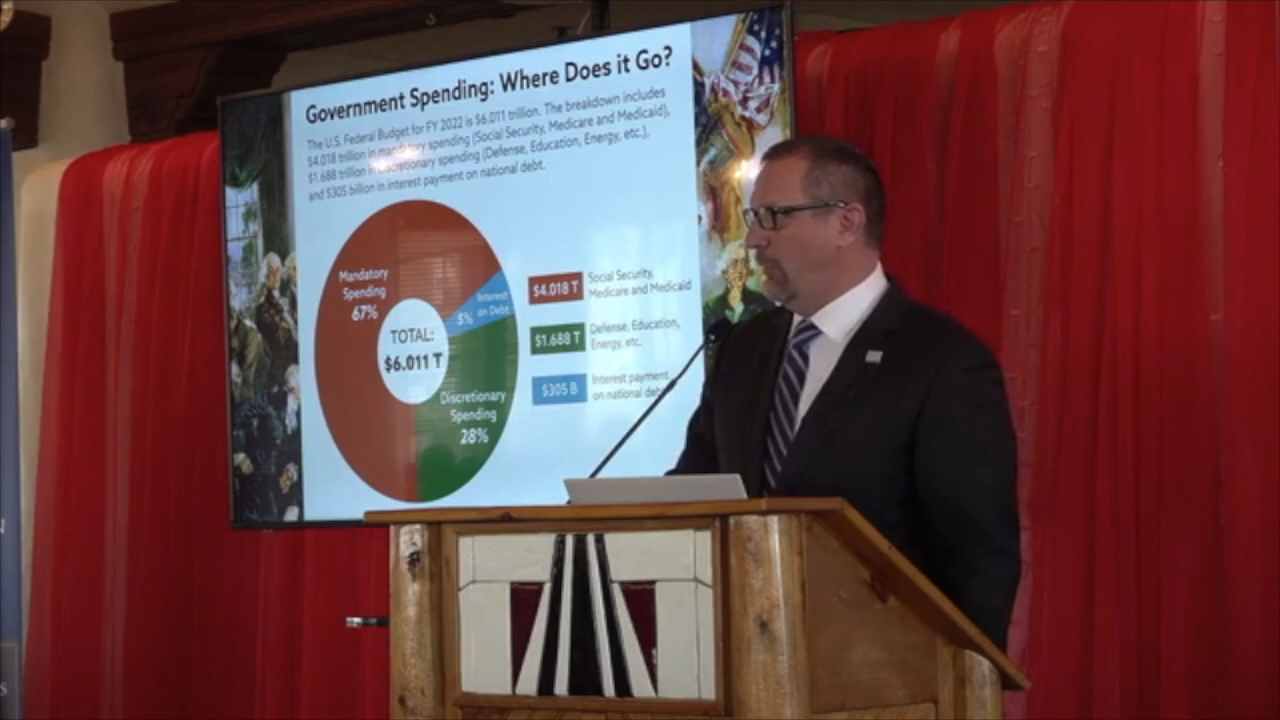 Government Spending: Where Does it Go?
The U.S. Federal Budget for FY 2022 is $6.011 trillion. The breakdown includes
$4.018 trillion in mandatory spending (Social Security, Medicare and Medicaid),
$1.688 trillion in discretionary spending (Defense, Education, Energy, etc.),
and $305 billion in interest payment on national debt.
Mandatory
Spending
67%
Interest
on Debt
5%
TOTAL:
$6.011 T
Discretionary
Spending
28%
$4.018 T
Social Security,
Medicare and Medicaid
$1.688 T
Defense, Education,
Energy, etc.
$305 B
Interest payment
on national debt
N
S